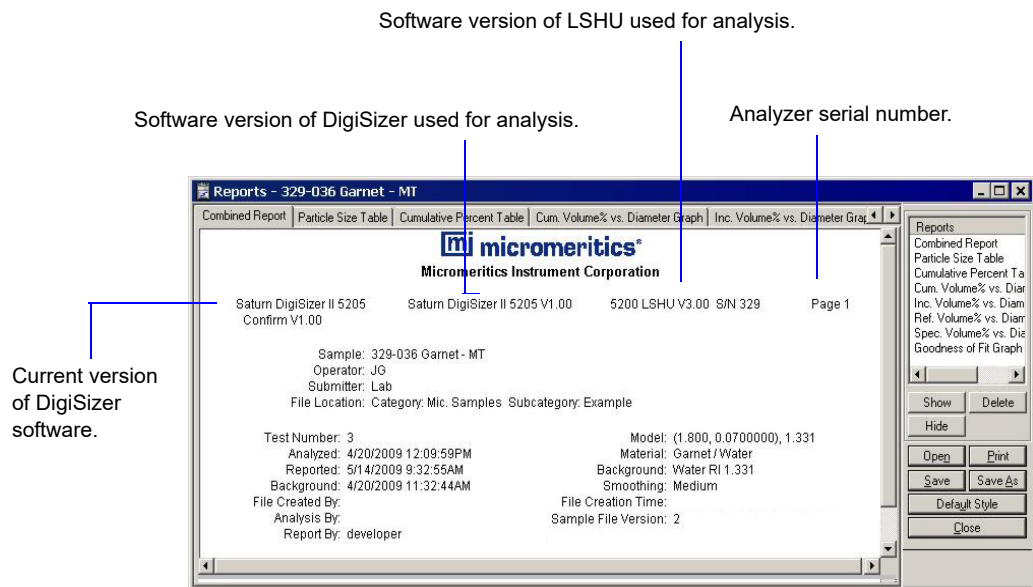 Software version of LSHU used for analysis.
Software version of DigiSizer used for analysis.
Analyzer serial number.
Reports - 329-036 Garnet - MT
Combined Report Particle Size Table Cumulative Percent Table Cum. Volume% vs. Diameter Graph Inc. Volume% vs. Diameter Grap
mi micromeritics®
Micromeritics Instrument Corporation
Saturn DigiSizer II 5205 Saturn DigiSizer II 5205 V1.00 5200 LSHU V3.00 S/N 329 Page 1
Confirm V1.00
Sample: 329-036 Garnet - MT
Operator: JG
Submitter: Lab
File Location: Category: Mic. Samples Subcategory: Example
Test Number: 3 Model: (1.800, 0.0700000), 1.331
Analyzed: 4/20/2009 12:09:59PM Material: Garnet / Water
Reported: 5/14/2009 9:32:55AM Background: Water RI 1.331
Background: 4/20/2009 11:32:44AM Smoothing: Medium
File Created By: File Creation Time:
Analysis By: Sample File Version: 2
Report By: developer
Current version
of DigiSizer
software.
Reports
Combined Report
Particle Size Table
Cumulative Percent Ta
Cum. Volume% vs. Diar
Inc. Volume% vs. Diam
Ref. Volume% vs. Diam
Spec. Volume% vs. Dia
Goodness of Fit Graph
Show Delete
Hide
Open Print
Save Save As
Default Style
Close